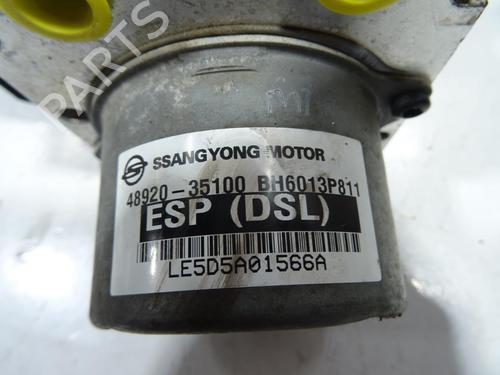 PARTS
SSANGYONG MOTOR
48920-35100 BH6013P811
ESP (DSL)
LE5D5A01566A